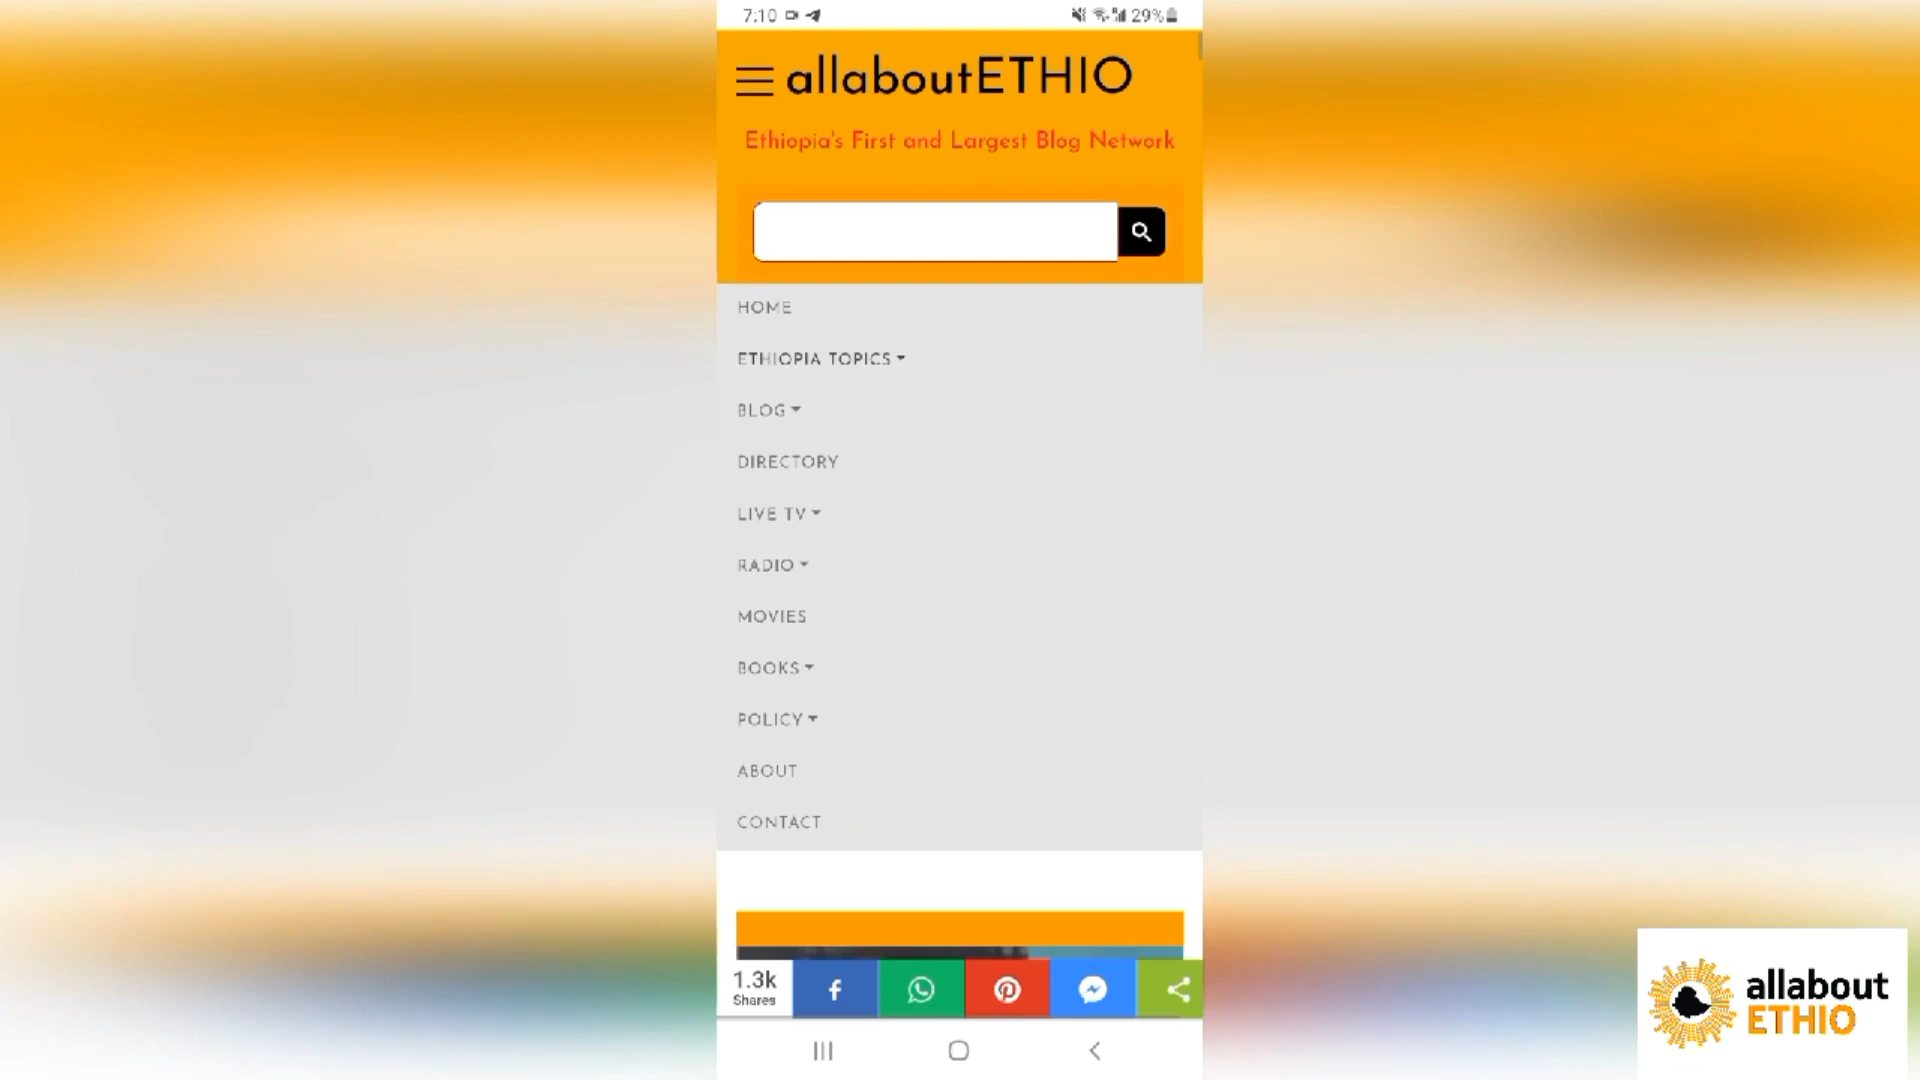 7:10
29%
allaboutETHIO
Ethiopia's First and Largest Blog Network
HOME
ETHIOPIA TOPICS
BLOG
DIRECTORY
LIVE TV
RADIO
MOVIES
BOOKS
POLICY
ABOUT
CONTACT
1.3k
Shares
allabout
ETHIO